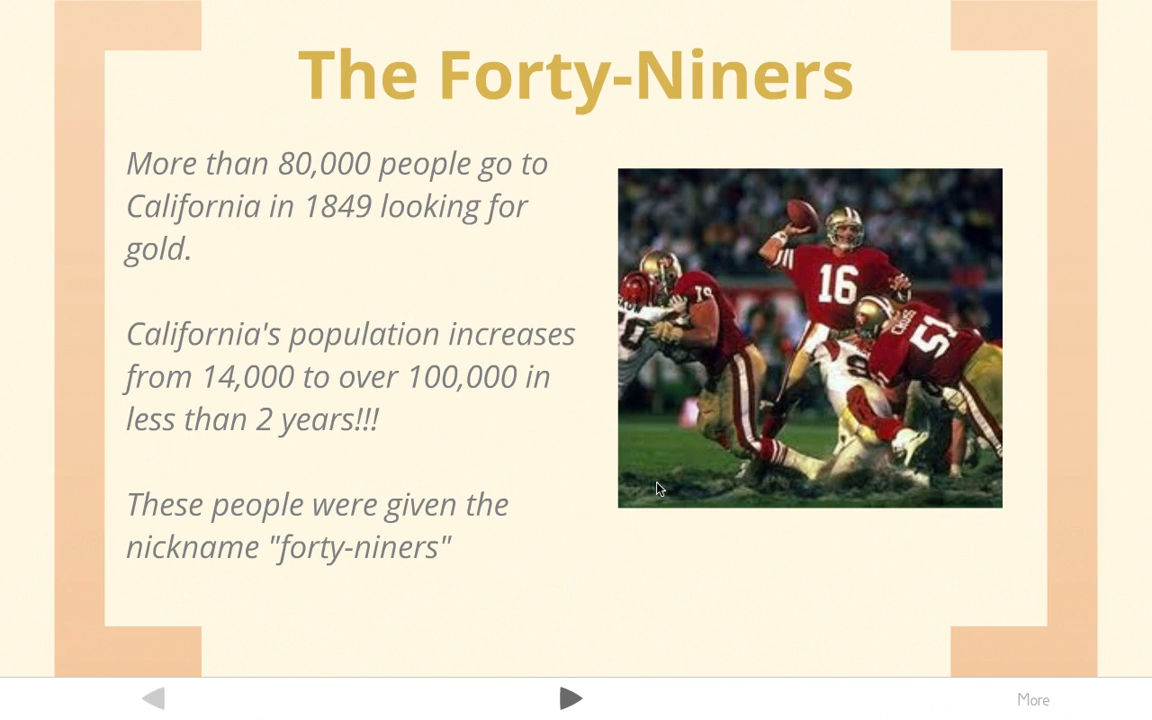 The Forty-Niners
More than 80,000 people go to
California in 1849 looking for
gold.
California's population increases
from 14,000 to over 100,000 in
less than 2 years!!!
These people were given the
nickname "forty-niners"
16
79
51
CROSS
More